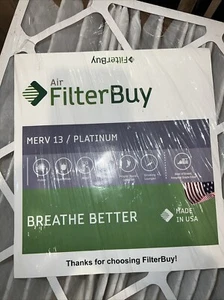 FilterBuy
Air
FilterBuy
MERV 13 / PLATINUM
BREATHE BETTER
MADE
IN USA
Thanks for choosing FilterBuy!